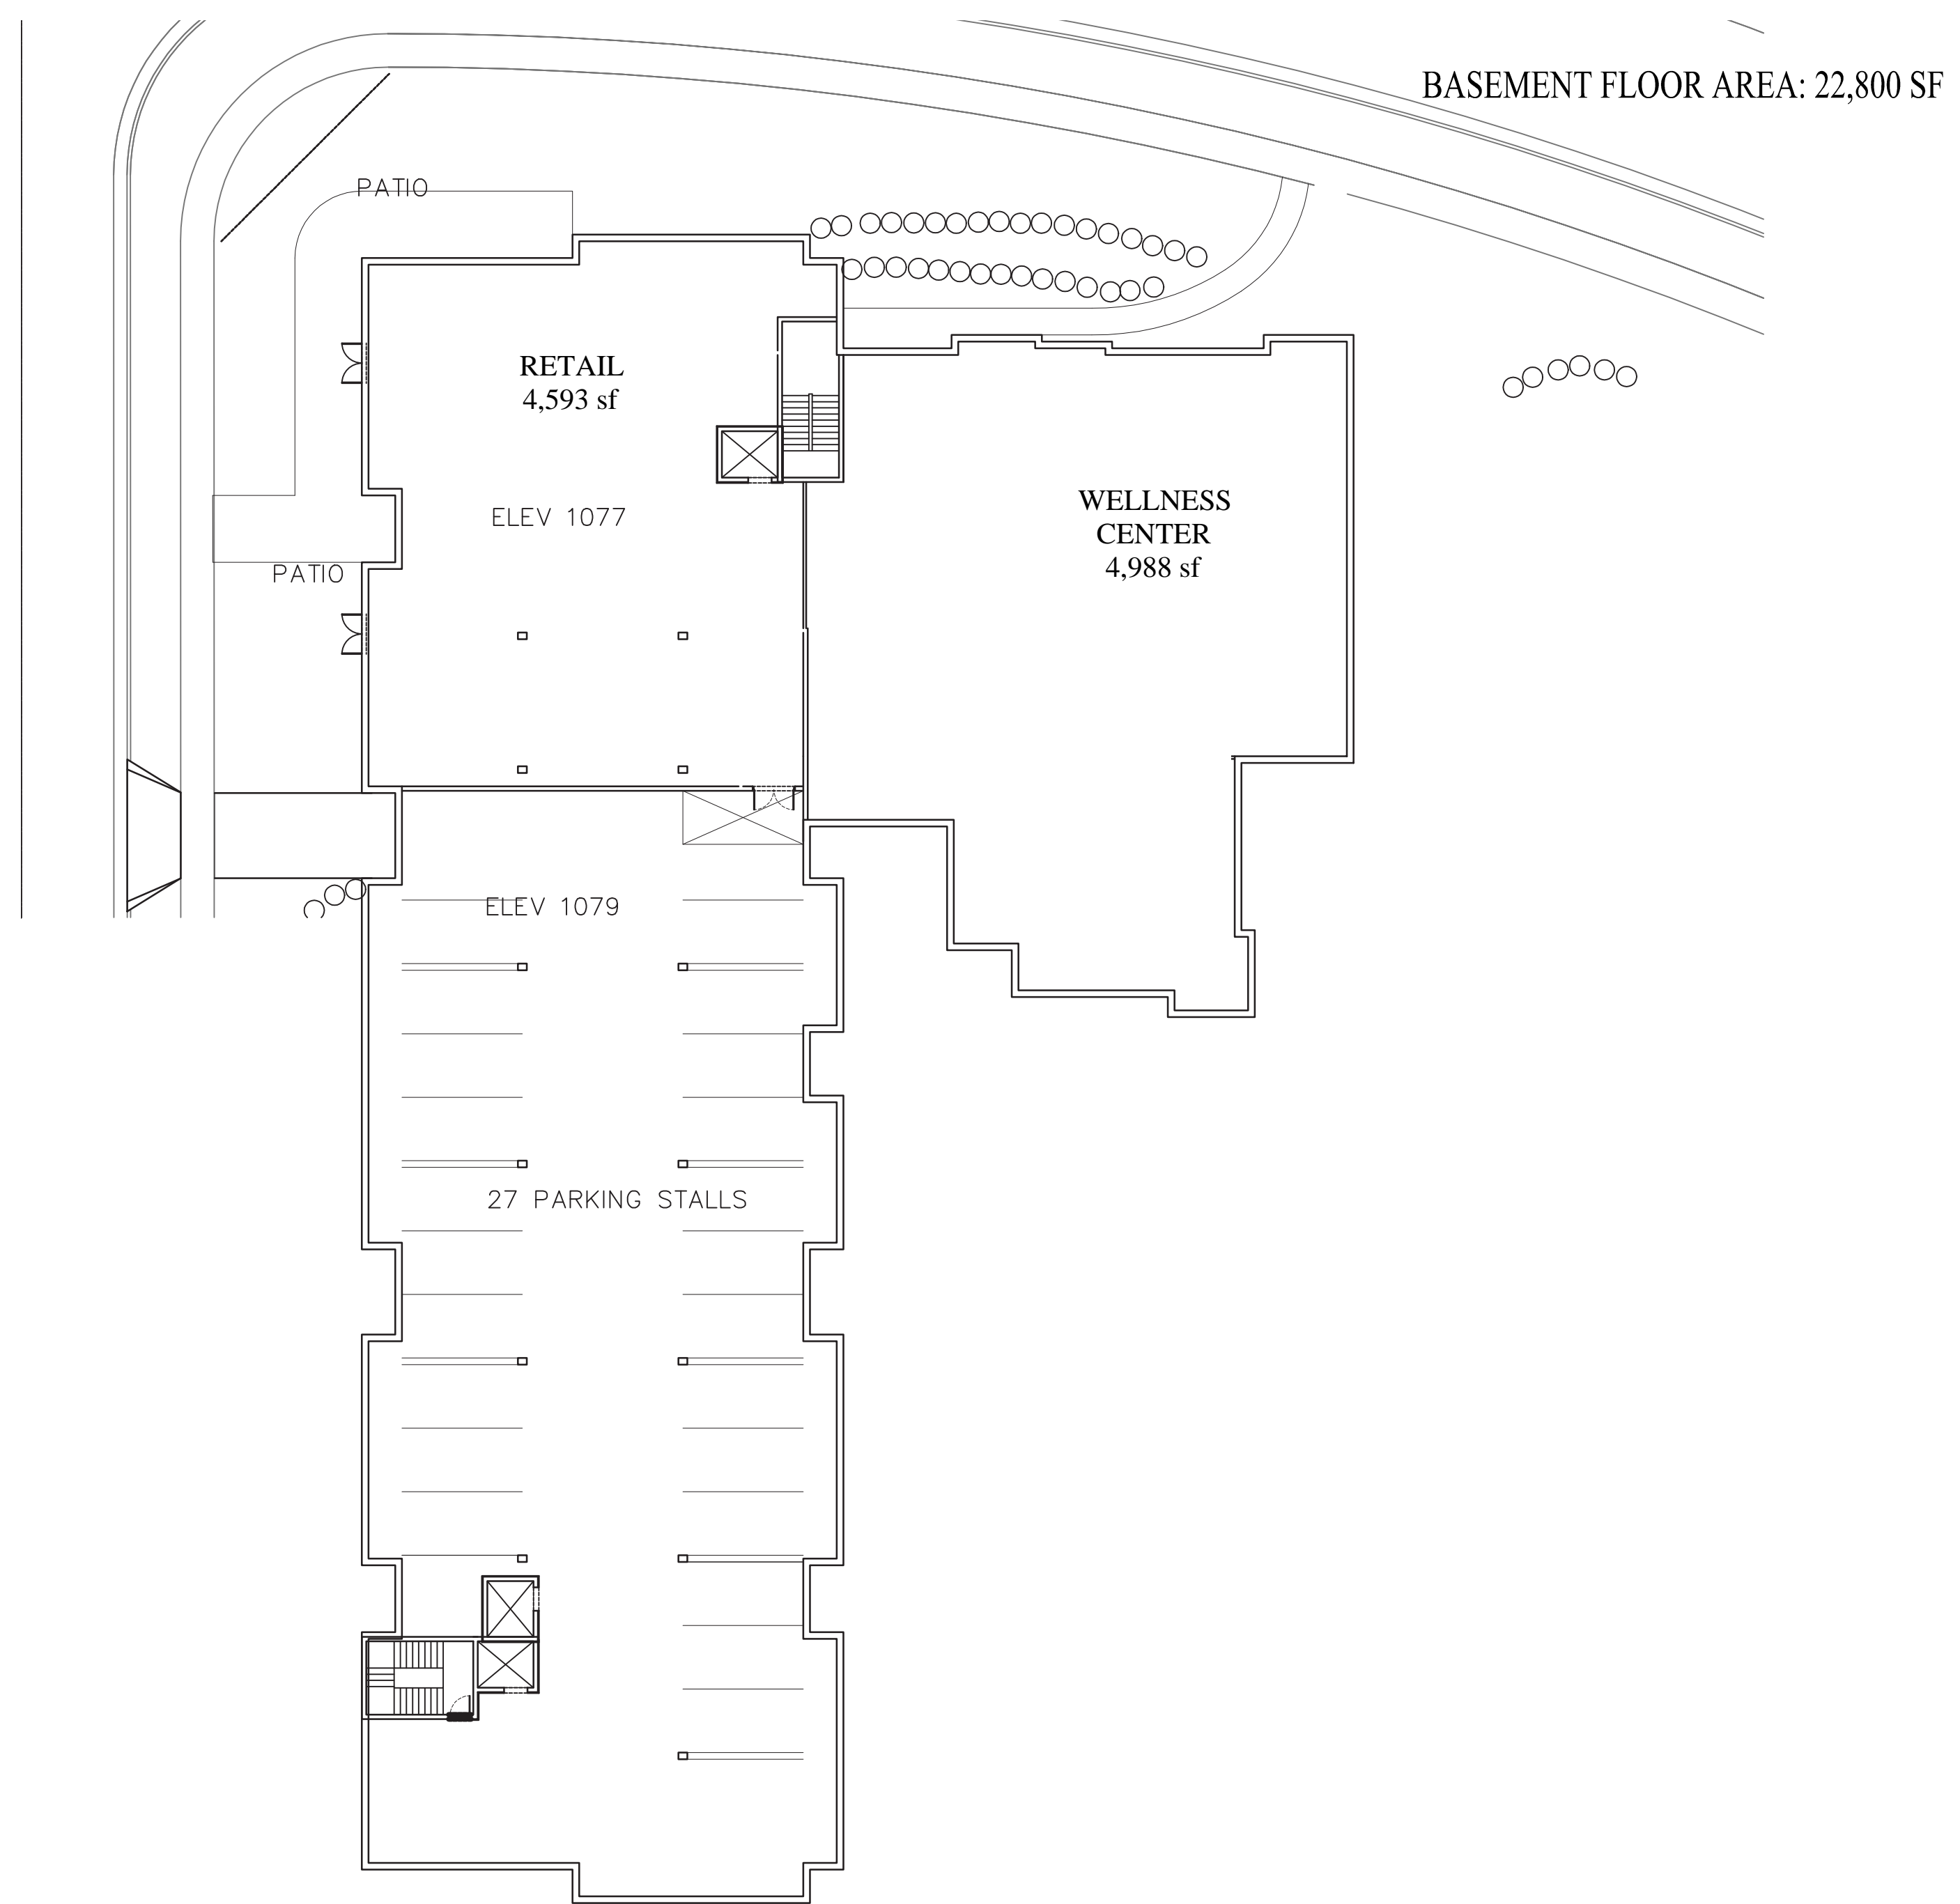 BASEMENT FLOOR AREA: 22,800 SF
PATIO
RETAIL
4,593 sf
ELEV 1077
WELLNESS
CENTER
4,988 sf
PATIO
ELEV 1079
27 PARKING STALLS